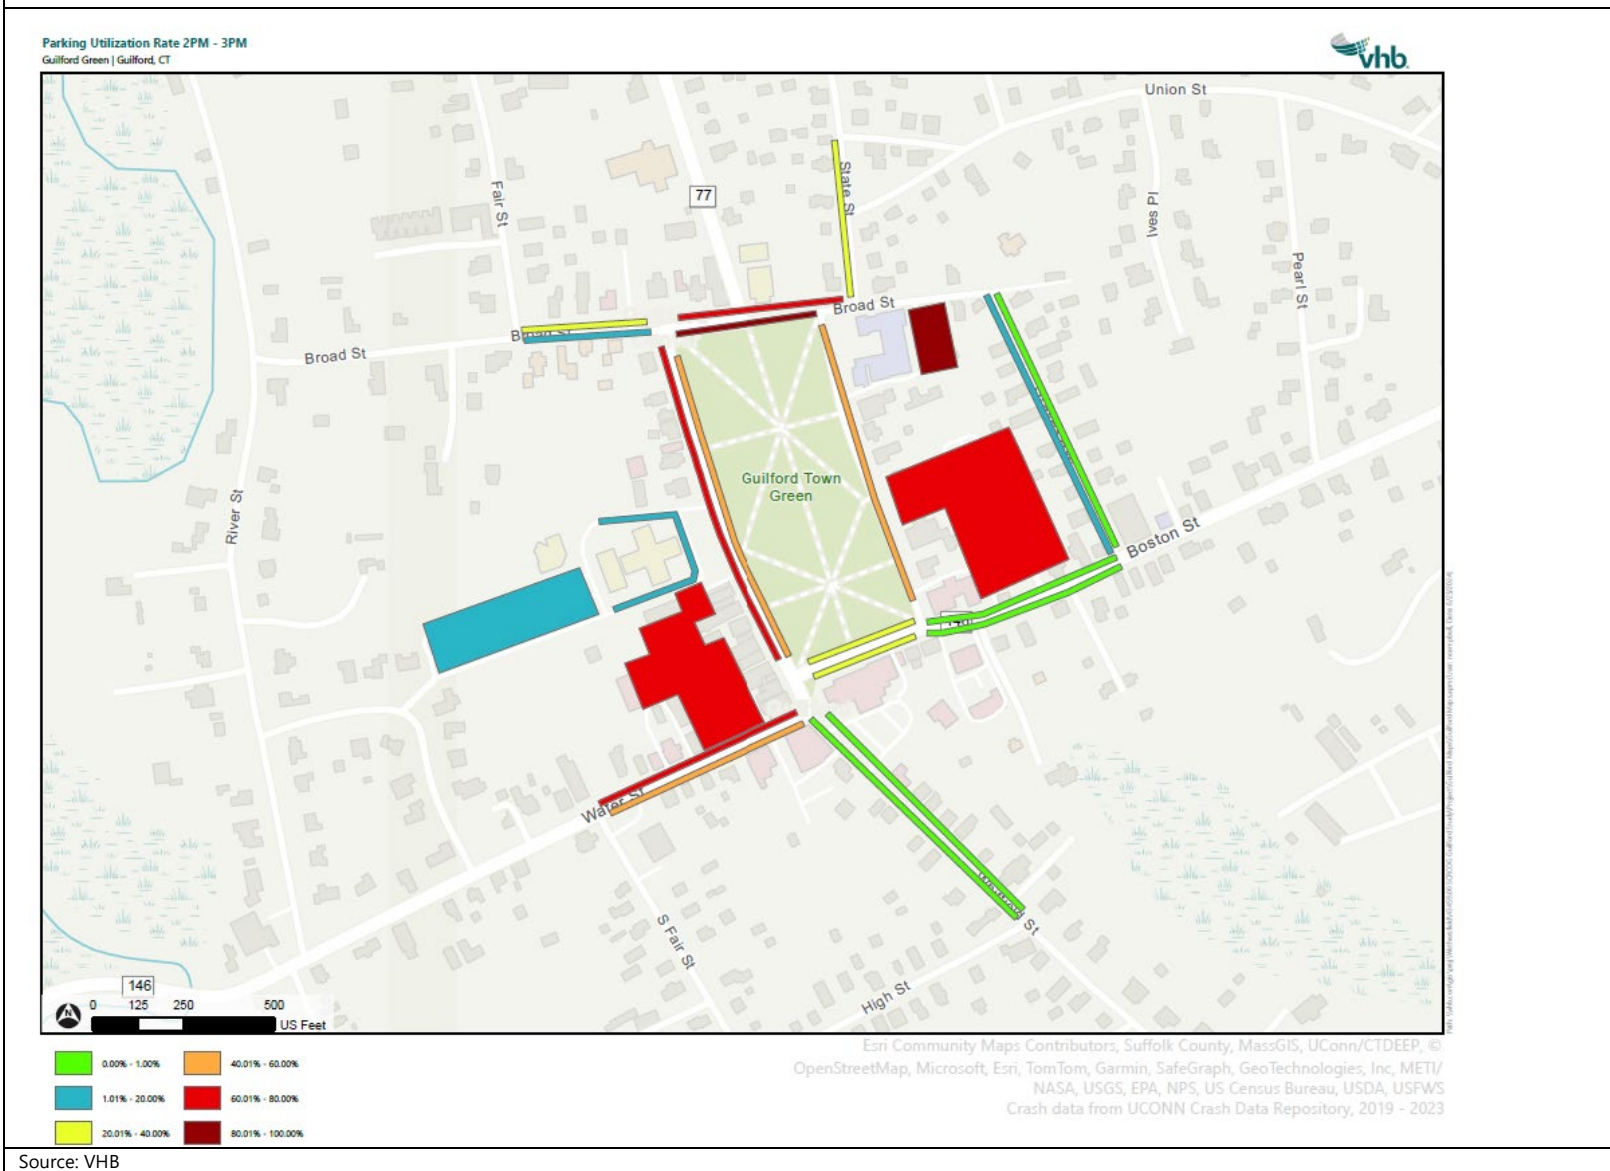 Parking Utilization Rate 2PM - 3PM
Guilford Green | Guilford, CT
vhb
Union St
State St
77
Fair St
Ives Pl
Pearl St
Broad St
Broad St
Broad St
Guilford Town
Green
River St
Boston St
Water St
S Fair St
St
High St
146
0 125 250 500
US Feet
N
0.00% - 1.00%
40.01% - 60.00%
1.01% - 20.00%
60.01% - 80.00%
20.01% - 40.00%
80.01% - 100.00%
Esri Community Maps Contributors, Suffolk County, MassGIS, UConn/CTDEEP, ©
OpenStreetMap, Microsoft, Esri, TomTom, Garmin, SafeGraph, GeoTechnologies, Inc, METI/
NASA, USGS, EPA, NPS, US Census Bureau, USDA, USFWS
Crash data from UCONN Crash Data Repository, 2019 - 2023
Source: VHB